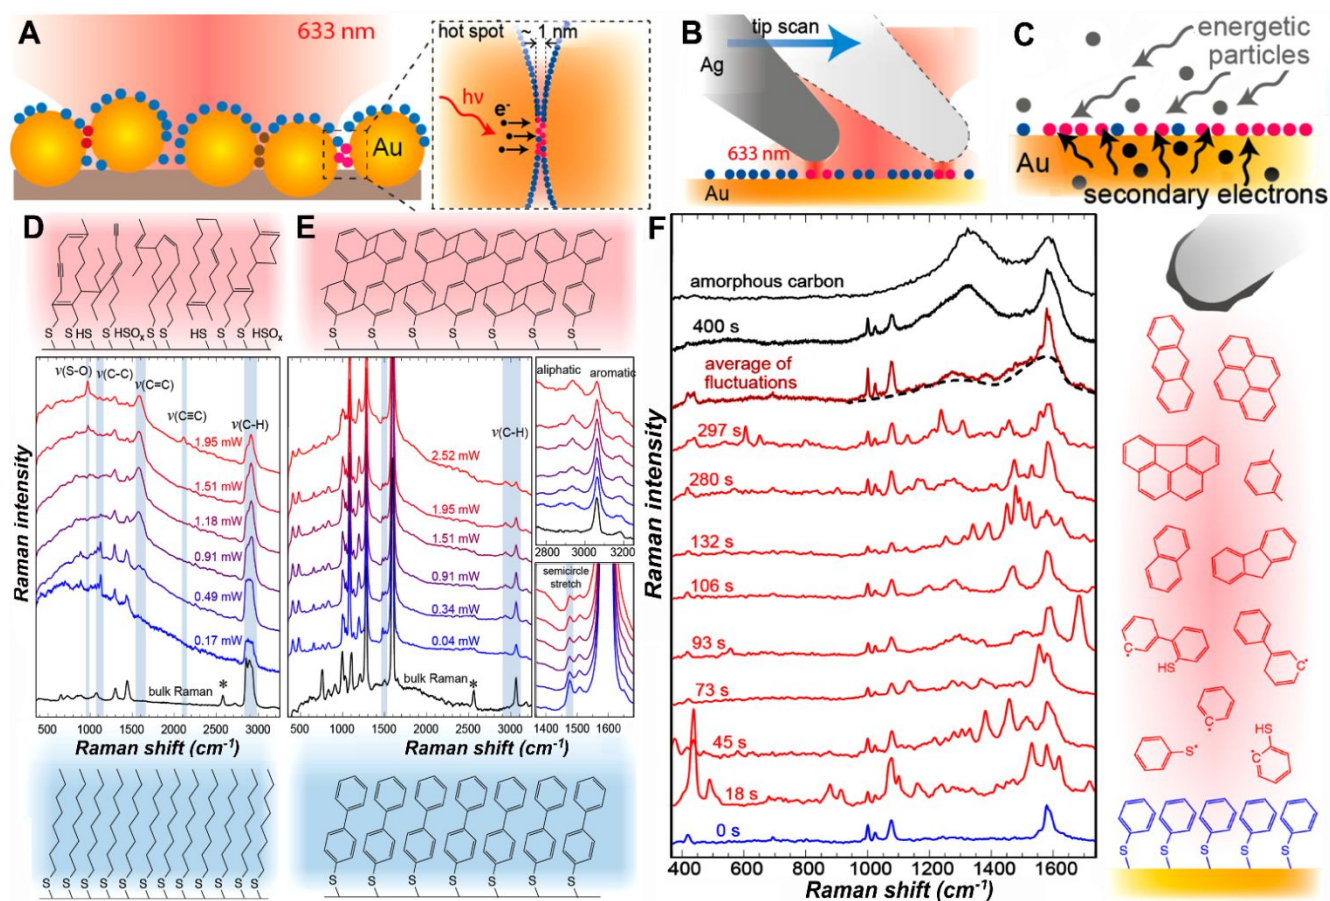 A
633 nm
hot spot
~ 1 nm
hν
e-
Au
B
tip scan
Ag
633 nm
Au
C
energetic
particles
Au
secondary electrons
D
S S HS HSOx S S HS S S HSOx
ν(S-O)
ν(C-C)
ν(C=C)
ν(C≡C)
ν(C-H)
1.95 mW
1.51 mW
1.18 mW
0.91 mW
0.49 mW
0.17 mW
bulk Raman
*
Raman intensity
500 1000 1500 2000 2500 3000
Raman shift (cm-1)
S S S S S S S S S S S S
E
S S S S S S S
ν(C-H)
2.52 mW
1.95 mW
1.51 mW
0.91 mW
0.34 mW
0.04 mW
bulk Raman
*
500 1000 1500 2000 2500 3000
Raman shift (cm-1)
aliphatic
aromatic
2800 3000 3200
semicircle
stretch
1400 1500 1600
S S S S S S S
F
amorphous carbon
400 s
average of
fluctuations
297 s
280 s
132 s
106 s
93 s
73 s
45 s
18 s
0 s
Raman intensity
400 600 800 1000 1200 1400 1600
Raman shift (cm-1)
C
HS
C
C
HS
S
C
S S S S S